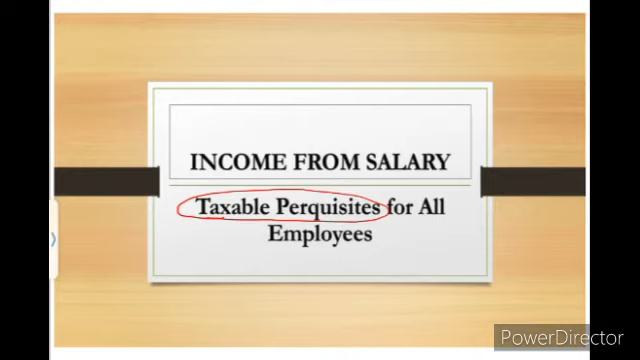 INCOME FROM SALARY
Taxable Perquisites for All
Employees
PowerDirector